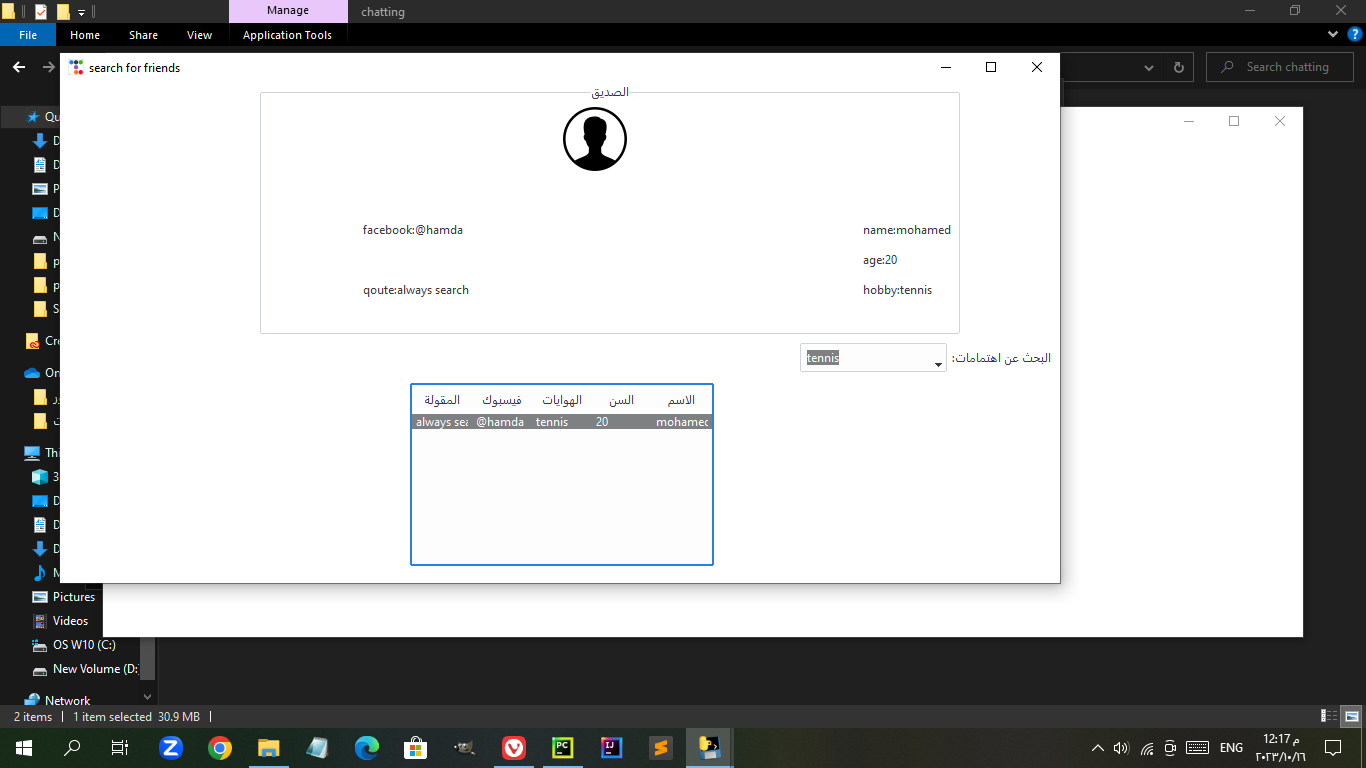 Manage
chatting
File
Home
Share
View
Application Tools
search for friends
Search chatting
الصديق
facebook:@hamda
name:mohamed
age:20
qoute:always search
hobby:tennis
البحث عن اهتمامات:
tennis
الاسم السن الهوايات فيسبوك المقولة
always sea @hamda tennis 20 mohamed
Qu
D
D
P
D
N
p
p
S
Cre
On
ور
ت
Thi
3
D
D
D
M
Pictures
Videos
OS W10 (C:)
New Volume (D:)
Network
2 items
1 item selected 30.9 MB
ENG
12:17 م
٢٠٢٣/١٠/١٦